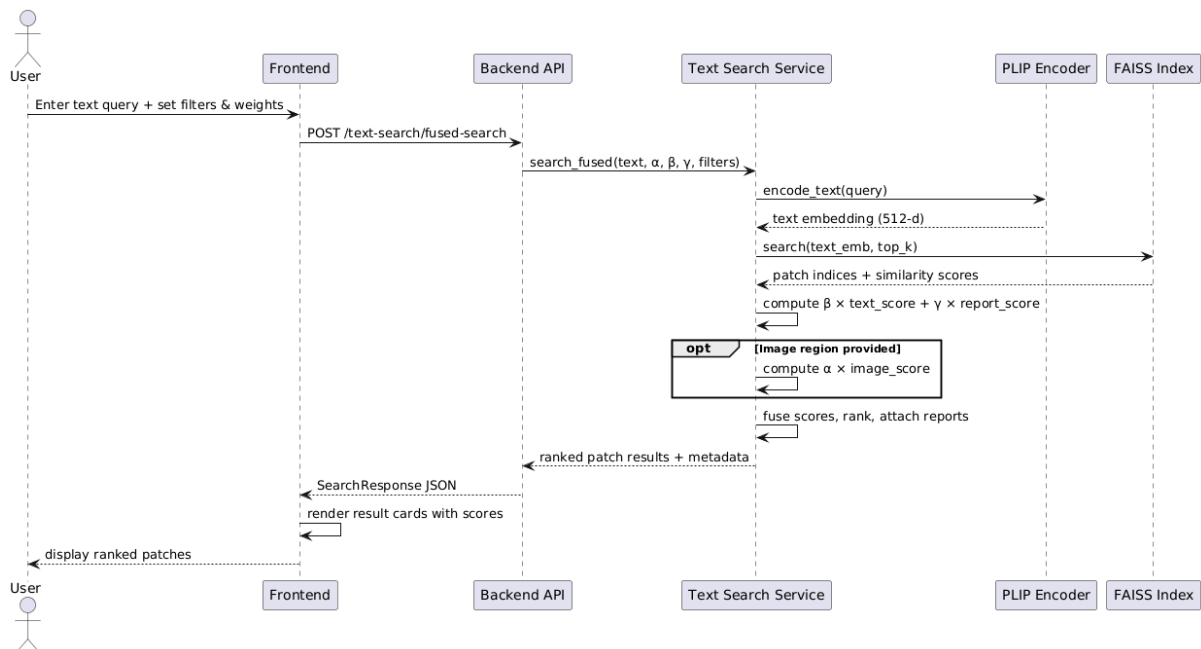 User
Frontend
Backend API
Text Search Service
PLIP Encoder
FAISS Index
Enter text query + set filters & weights
POST /text-search/fused-search
search_fused(text, α, β, γ, filters)
encode_text(query)
text embedding (512-d)
search(text_emb, top_k)
patch indices + similarity scores
compute β × text_score + γ × report_score
opt
[Image region provided]
compute α × image_score
fuse scores, rank, attach reports
ranked patch results + metadata
SearchResponse JSON
render result cards with scores
display ranked patches
User
Frontend
Backend API
Text Search Service
PLIP Encoder
FAISS Index